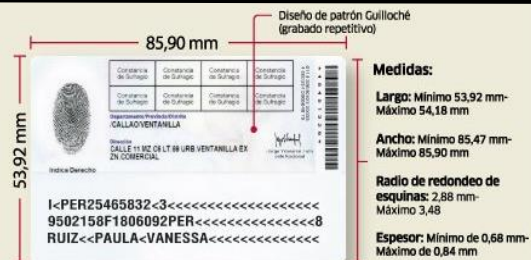 Diseño de patrón Guilloché
(grabado repetitivo)
85,90 mm
53,92 mm
Constancia de Sufragio
Constancia de Sufragio
Constancia de Sufragio
Constancia de Sufragio
Constancia de Sufragio
Constancia de Sufragio
Constancia de Sufragio
Constancia de Sufragio
Departamento/Provincia/Distrito
/CALLAO/VENTANILLA
Dirección
CALLE 11 MZ C6 LT 09 URB VENTANILLA EX
ZN.COMERCIAL
Indice Derecho
I<PER25465832<3<<<<<<<<<<<<<<<<
9502158F1806092PER<<<<<<<<<<<8
RUIZ<<PAULA<VANESSA<<<<<<<<<<<
Medidas:
Largo: Mínimo 53,92 mm-
Máximo 54,18 mm
Ancho: Mínimo 85,47 mm-
Máximo 85,90 mm
Radio de redondeo de
esquinas: 2,88 mm-
Máximo 3,48
Espesor: Mínimo de 0,68 mm-
Máximo de 0,84 mm